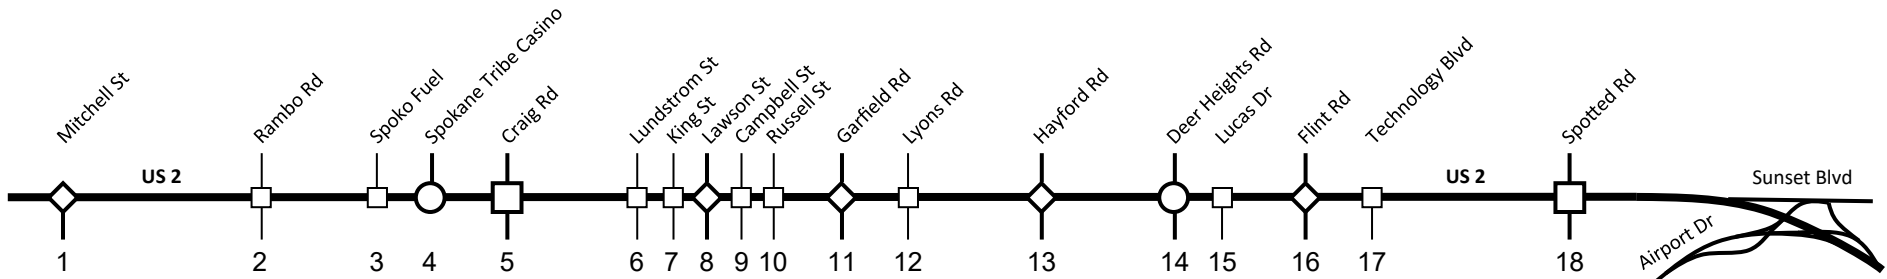 Mitchell St
Rambo Rd
Spoko Fuel
Spokane Tribe Casino
Craig Rd
Lundstrom St
King St
Lawson St
Campbell St
Russell St
Garfield Rd
Lyons Rd
Hayford Rd
Deer Heights Rd
Lucas Dr
Flint Rd
Technology Blvd
Spotted Rd
US 2
US 2
Sunset Blvd
Airport Dr
1 2 3 4 5 6 7 8 9 10 11 12 13 14 15 16 17 18